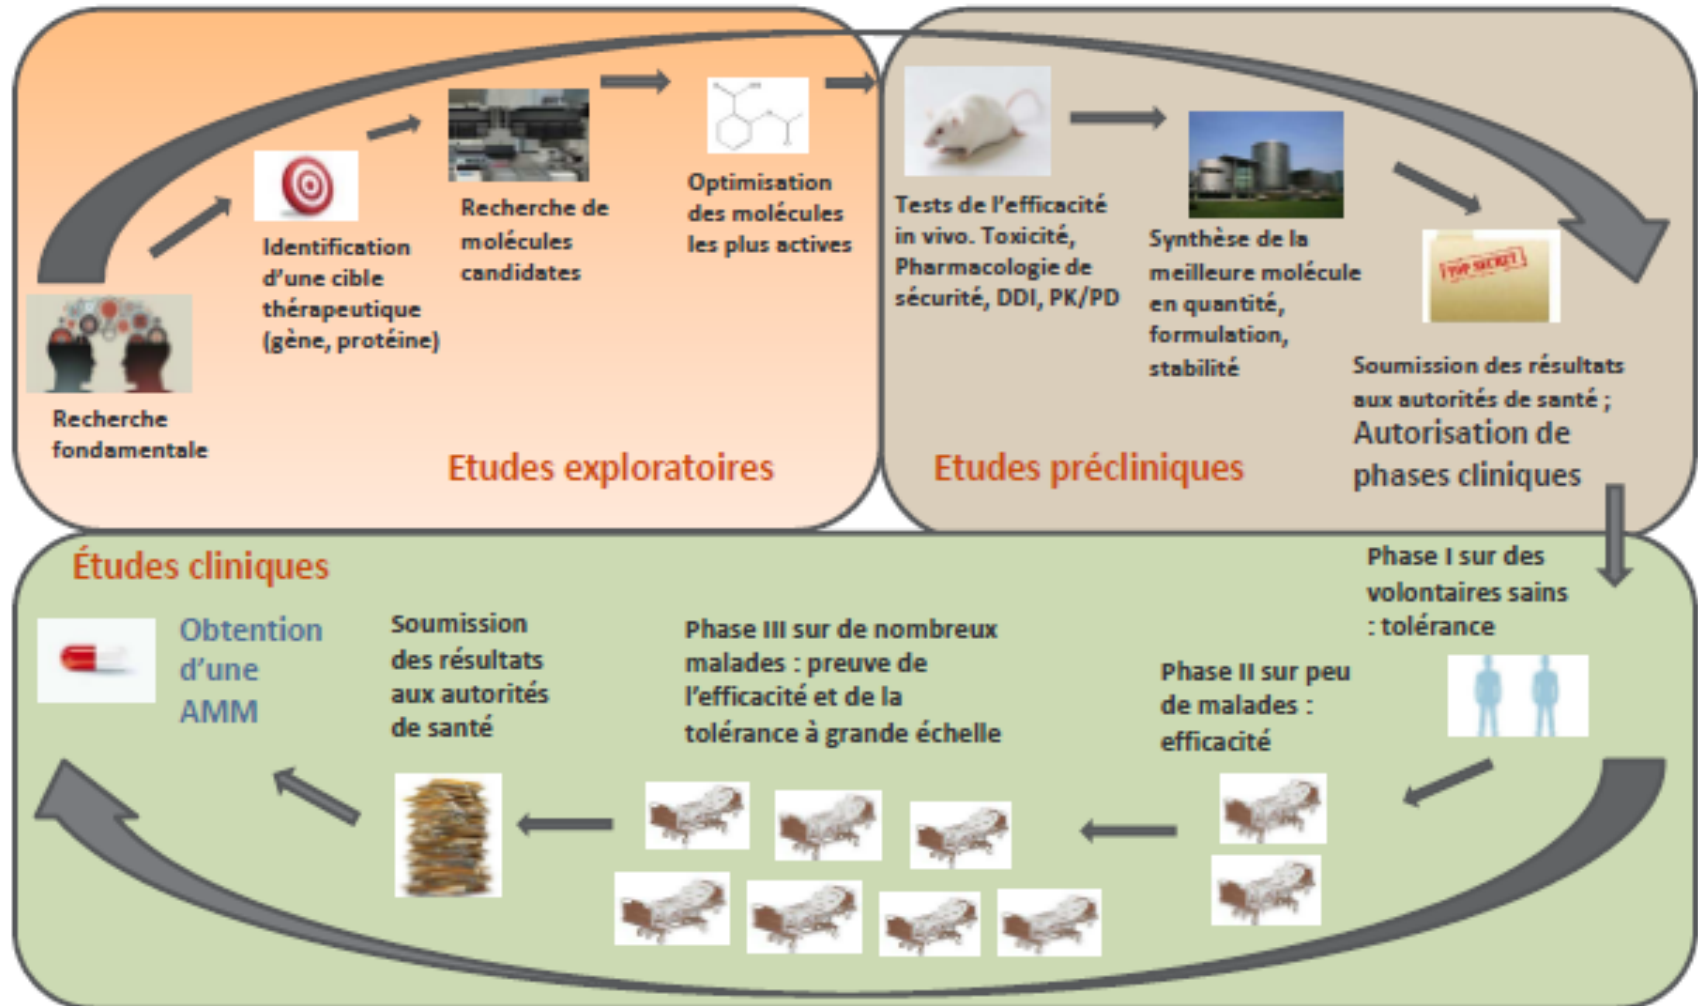 Recherche
fondamentale
Identification
d'une cible
thérapeutique
(gène, protéine)
Recherche de
molécules
candidates
Optimisation
des molécules
les plus actives
Etudes exploratoires
Tests de l'efficacité
in vivo. Toxicité,
Pharmacologie de
sécurité, DDI, PK/PD
Synthèse de la
meilleure molécule
en quantité,
formulation,
stabilité
TOP SECRET
Soumission des résultats
aux autorités de santé ;
Autorisation de
phases cliniques
Etudes précliniques
Études cliniques
Phase I sur des
volontaires sains
: tolérance
Phase II sur peu
de malades :
efficacité
Phase III sur de nombreux
malades : preuve de
l'efficacité et de la
tolérance à grande échelle
Soumission
des résultats
aux autorités
de santé
Obtention
d'une
AMM